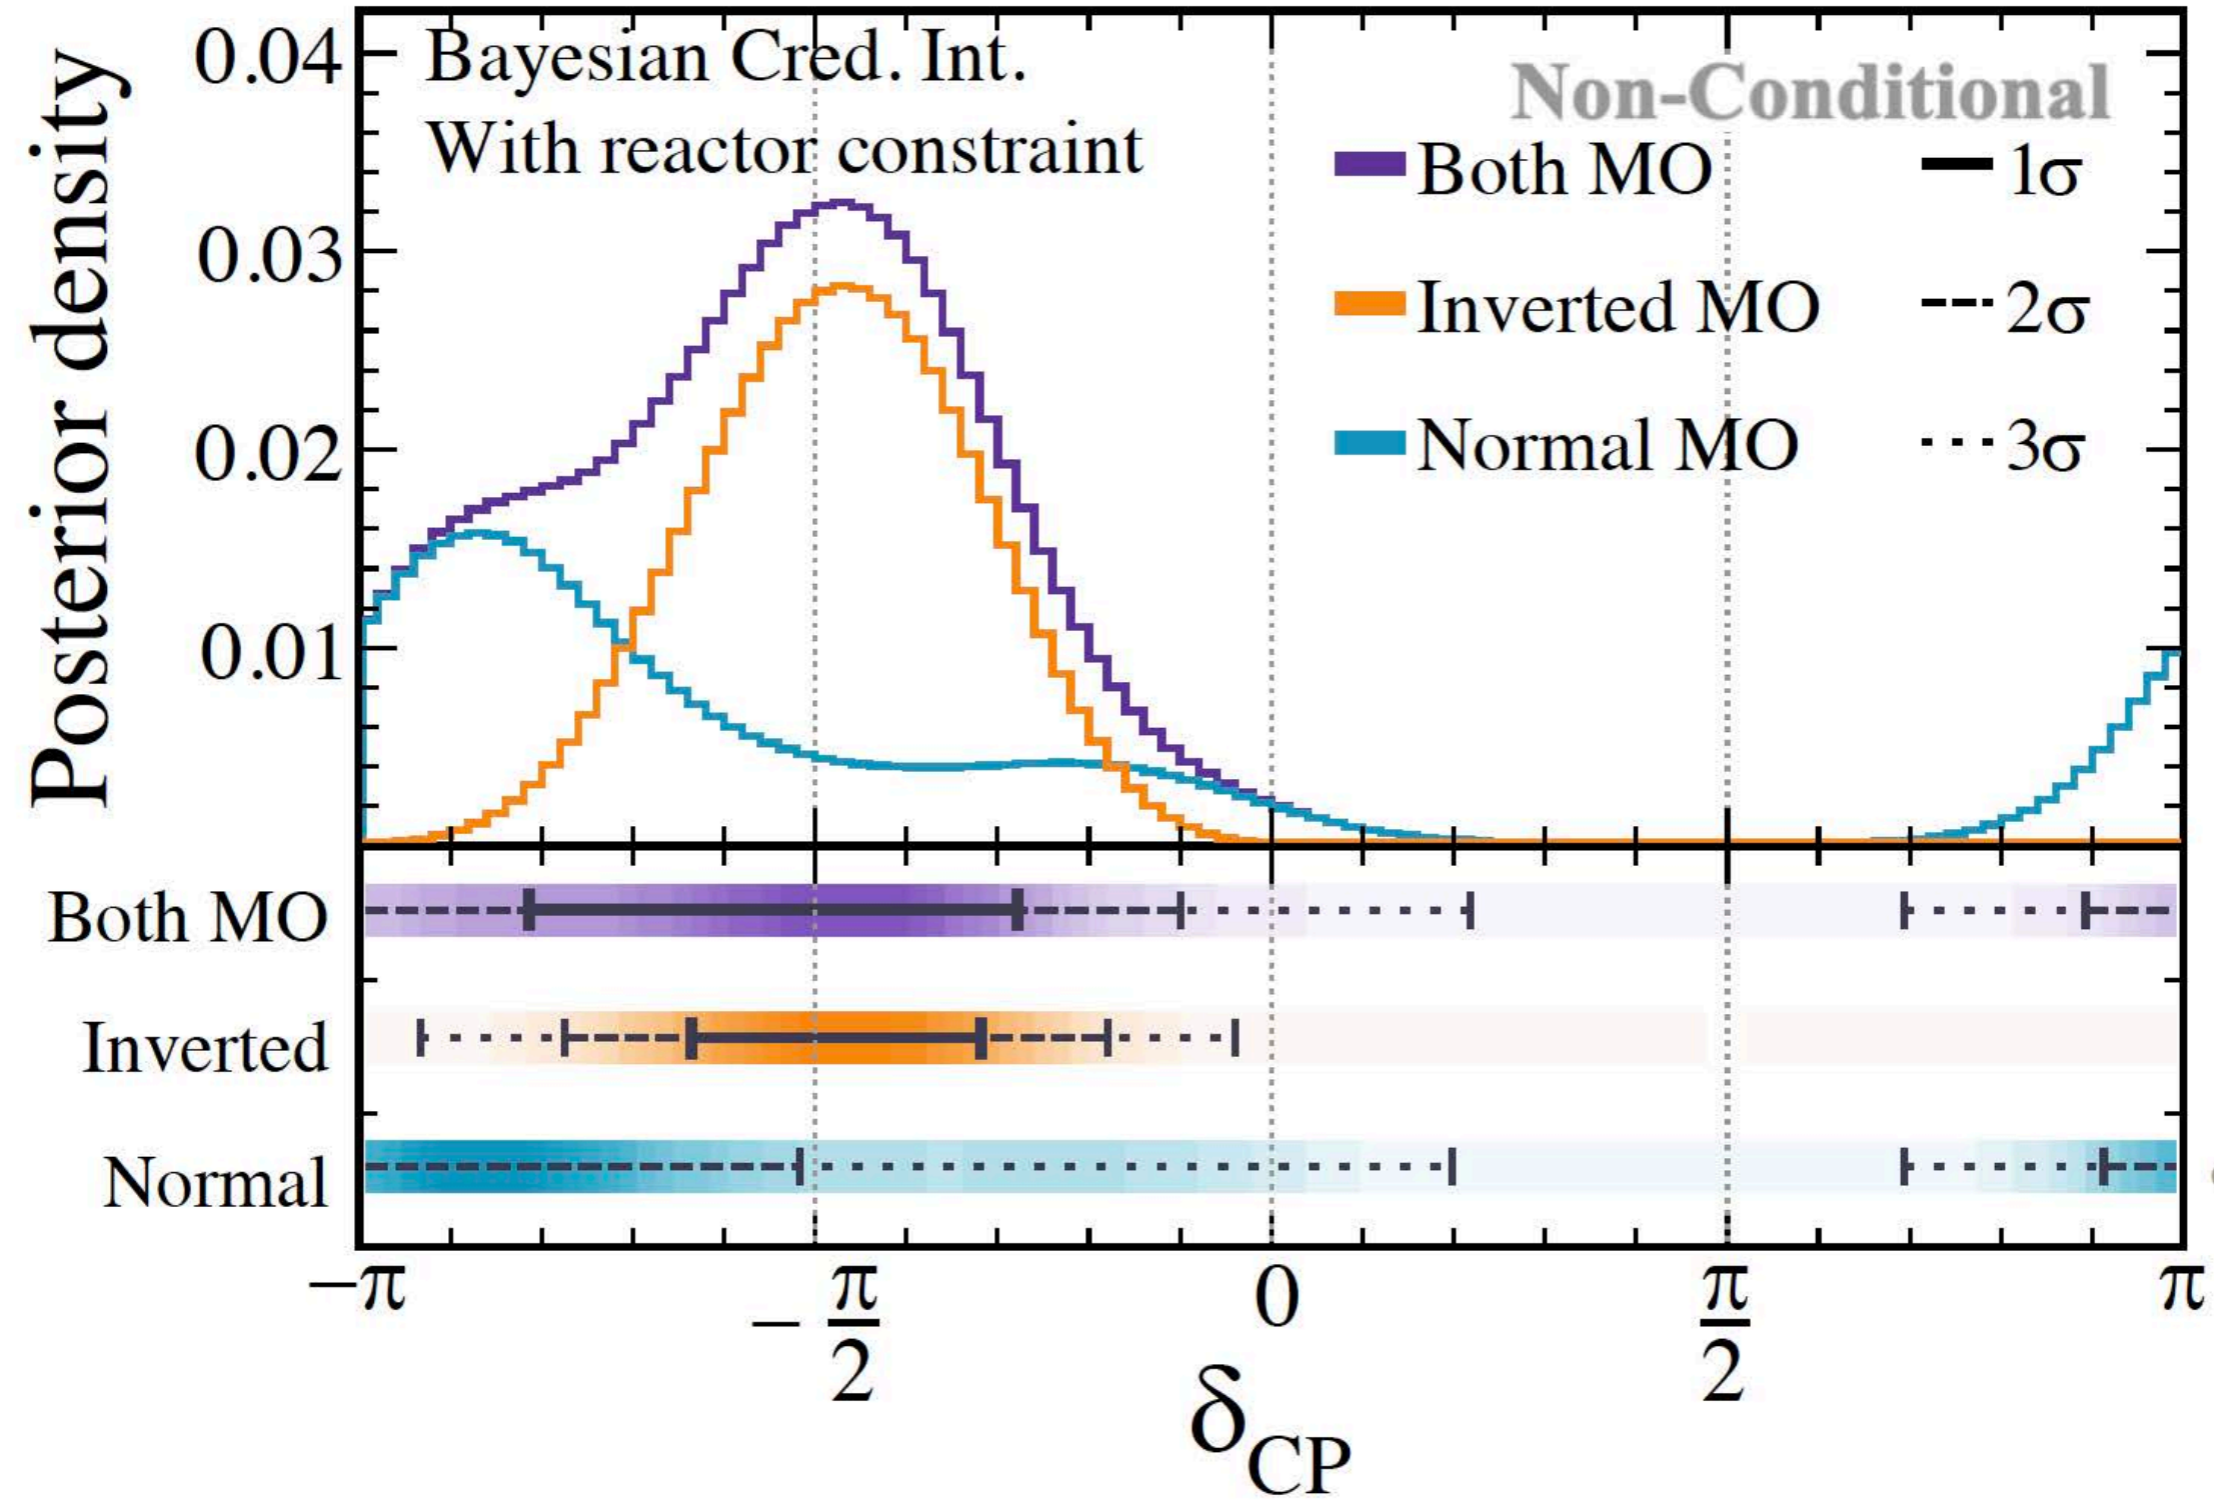 Posterior density
0.04
0.03
0.02
0.01
Bayesian Cred. Int.
With reactor constraint
Non-Conditional
Both MO
1σ
Inverted MO
2σ
Normal MO
3σ
Both MO
Inverted
Normal
−π
− π/2
0
π/2
π
δCP